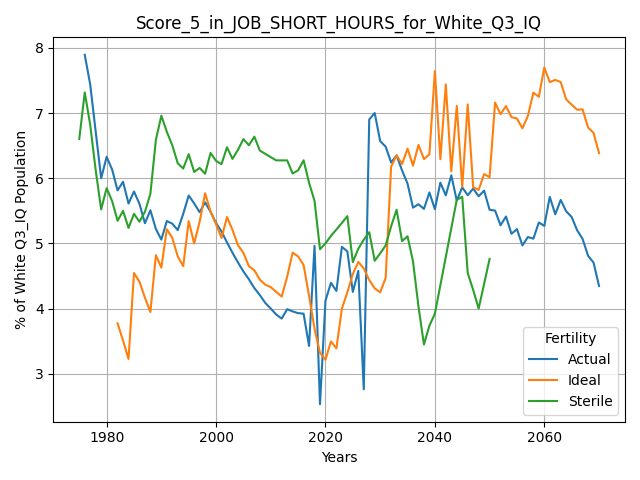 Score_5_in_JOB_SHORT_HOURS_for_White_Q3_IQ
% of White Q3_IQ Population
8
7
6
5
4
3
1980 2000 2020 2040 2060
Years
Fertility
Actual
Ideal
Sterile